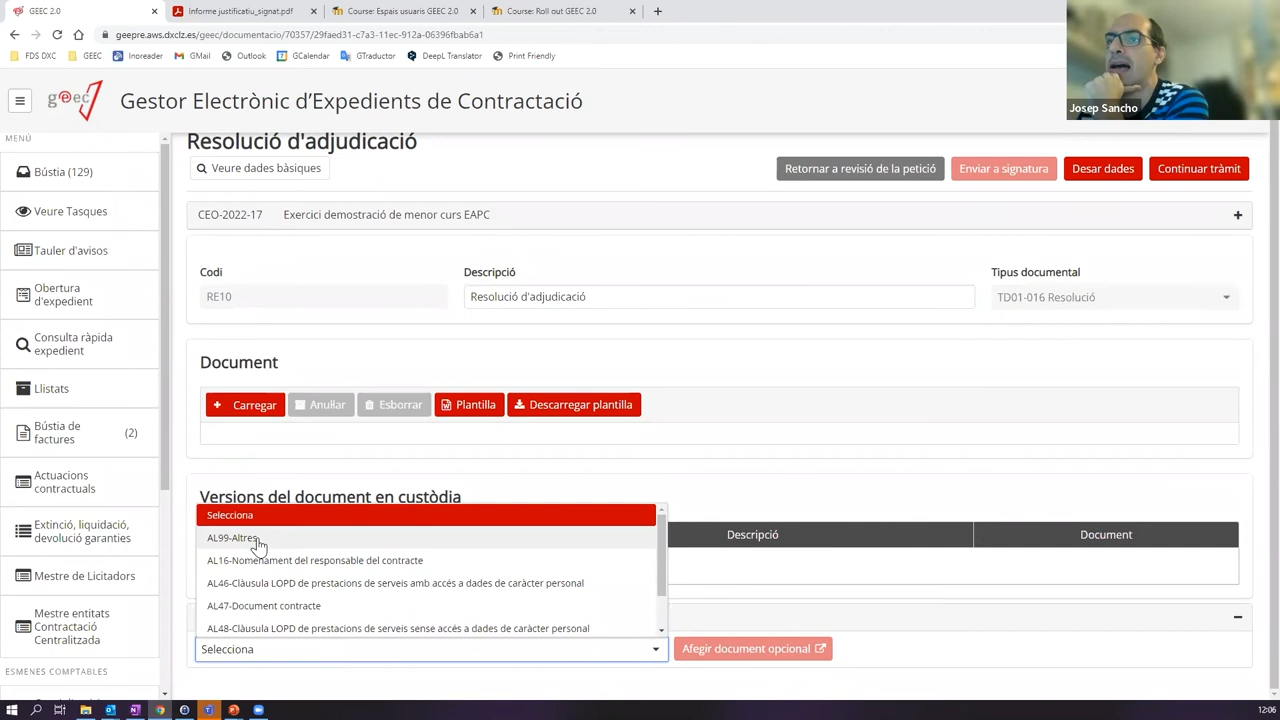 GEEC 2.0
Informe justificatiu_signat.pdf
Course: Espais usuaris GEEC 2.0
Course: Roll out GEEC 2.0
geepre.aws.dxclz.es/geec/documentacio/70357/29faed31-c7a3-11ec-912a-06396fbab6a1
FDS DXC
GEEC
Inoreader
GMail
Outlook
GCalendar
GTraductor
DeepL Translator
Print Friendly
Josep Sancho
geec
Gestor Electrònic d'Expedients de Contractació
MENÚ
Bústia (129)
Veure Tasques
Tauler d'avisos
Obertura
d'expedient
Consulta ràpida
expedient
Llistats
Bústia de
factures
(2)
Actuacions
contractuals
Extinció, liquidació,
devolució garanties
Mestre de Licitadors
Mestre entitats
Contractació
Centralitzada
ESMENES COMPTABLES
Resolució d'adjudicació
Veure dades bàsiques
Retornar a revisió de la petició
Enviar a signatura
Desar dades
Continuar tràmit
CEO-2022-17 Exercici demostració de menor curs EAPC
Codi
Descripció
Tipus documental
RE10
Resolució d'adjudicació
TD01-016 Resolució
Document
Carregar
Anul·lar
Esborrar
Plantilla
Descarregar plantilla
Versions del document en custòdia
Descripció
Document
Selecciona
AL99-Altres
AL16-Nomenament del responsable del contracte
AL46-Clàusula LOPD de prestacions de serveis amb accés a dades de caràcter personal
AL47-Document contracte
AL48-Clàusula LOPD de prestacions de serveis sense accés a dades de caràcter personal
Selecciona
Afegir document opcional
12:06